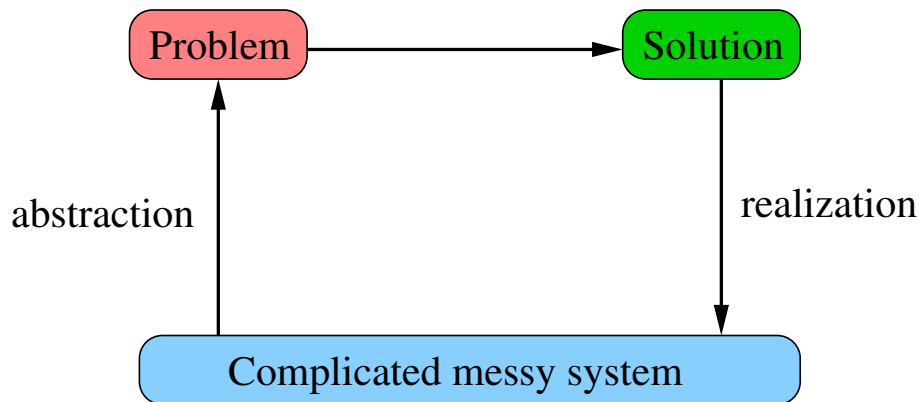 Problem
Solution
abstraction
realization
Complicated messy system